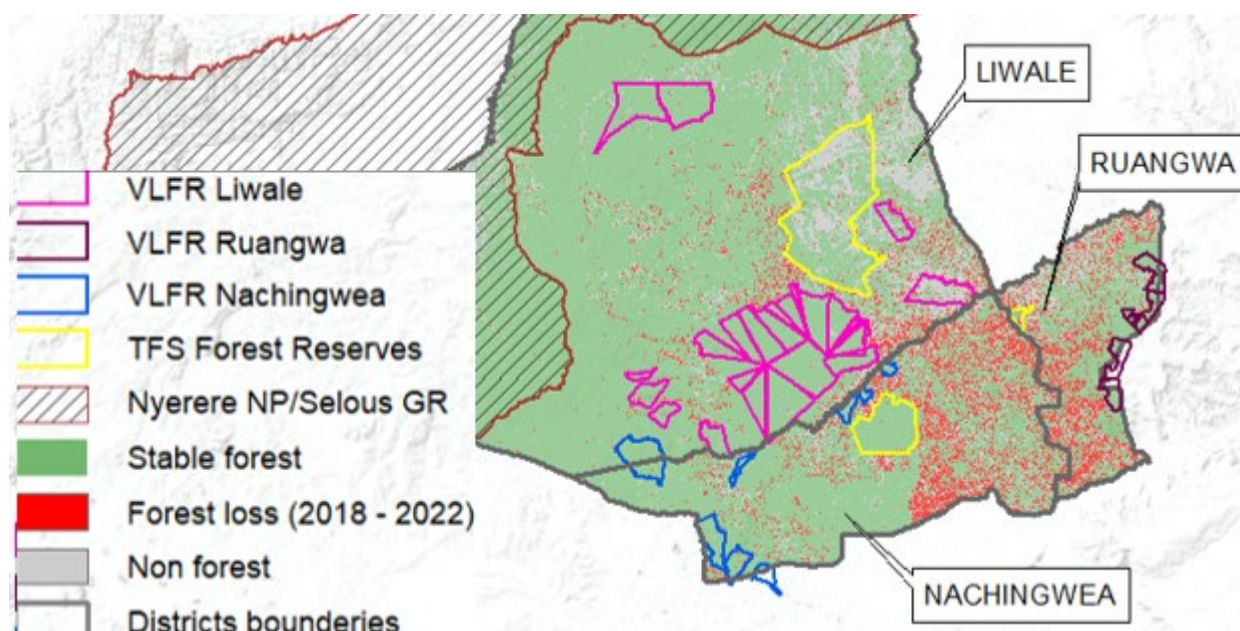 LIWALE
RUANGWA
VLFR Liwale
VLFR Ruangwa
VLFR Nachingwea
TFS Forest Reserves
Nyerere NP/Selous GR
Stable forest
Forest loss (2018 - 2022)
Non forest
Districts bounderies
NACHINGWEA